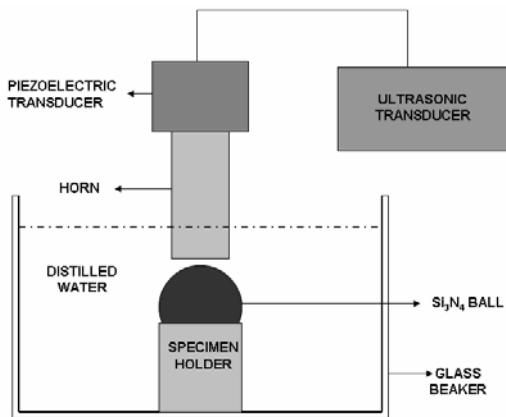 PIEZOELECTRIC
TRANSDUCER
ULTRASONIC
TRANSDUCER
HORN
DISTILLED
WATER
Si₃N₄ BALL
SPECIMEN
HOLDER
GLASS
BEAKER